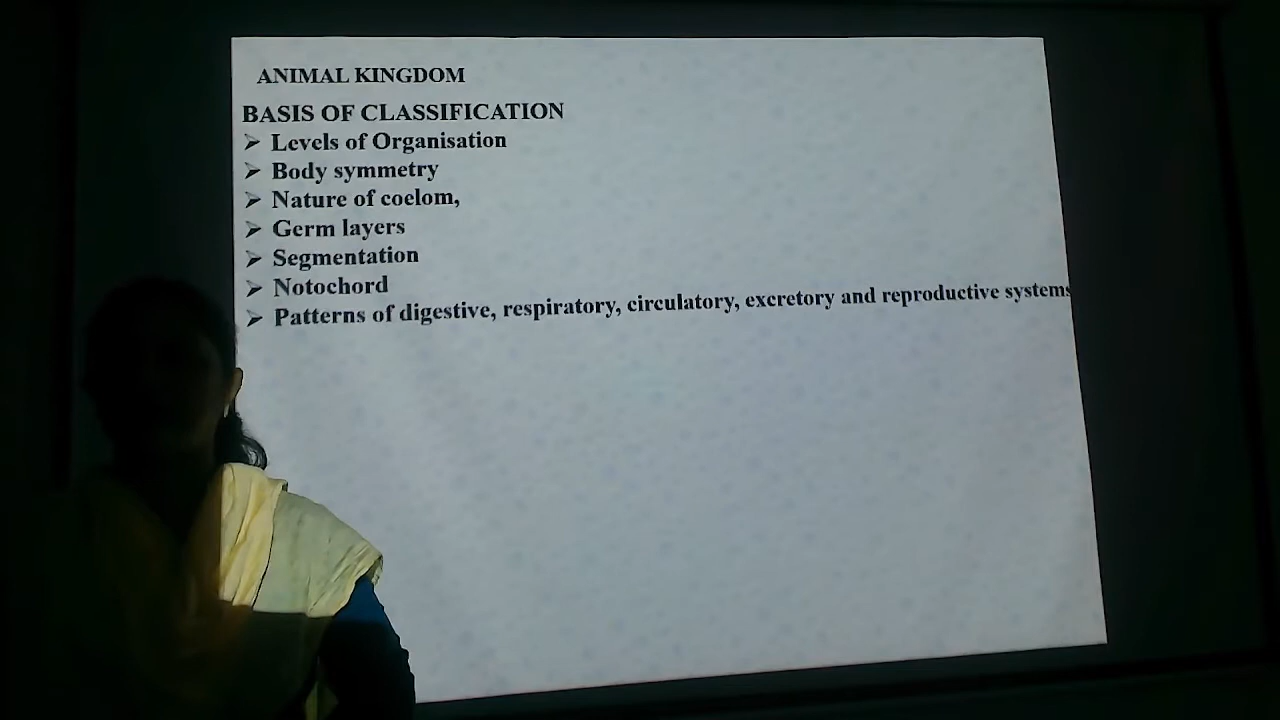 ANIMAL KINGDOM
BASIS OF CLASSIFICATION
➢ Levels of Organisation
➢ Body symmetry
➢ Nature of coelom,
➢ Germ layers
➢ Segmentation
➢ Notochord
➢ Patterns of digestive, respiratory, circulatory, excretory and reproductive systems